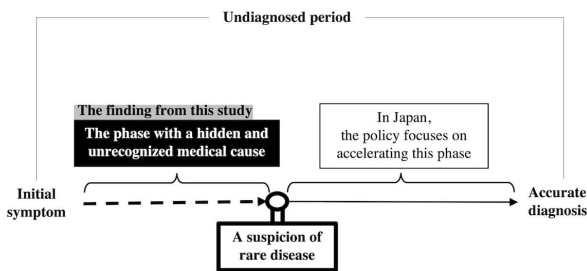 Undiagnosed period
The finding from this study
The phase with a hidden and
unrecognized medical cause
In Japan,
the policy focuses on
accelerating this phase
Initial
symptom
Accurate
diagnosis
A suspicion of
rare disease